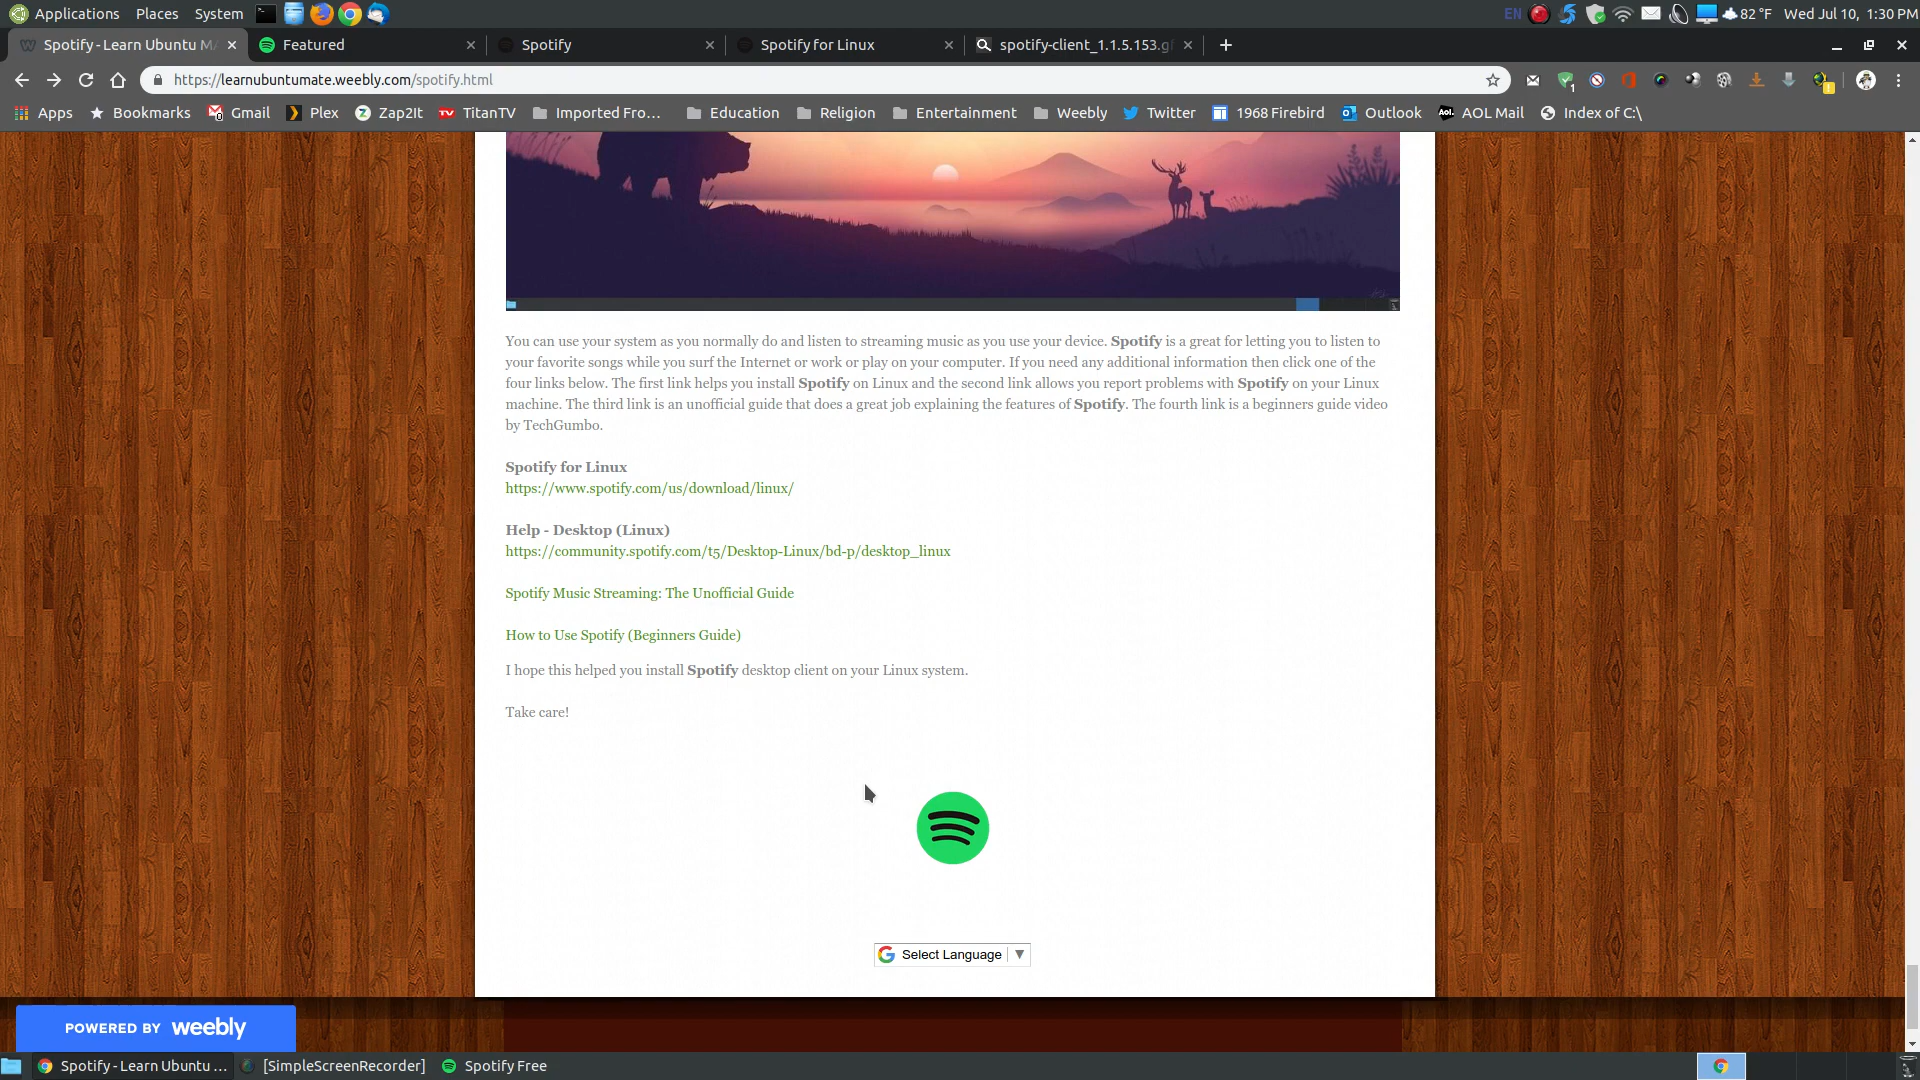 Applications Places System EN 82 °F Wed Jul 10, 1:30 PM
Spotify - Learn Ubuntu MA Featured Spotify Spotify for Linux spotify-client_1.1.5.153.gf
https://learnubuntumate.weebly.com/spotify.html
Apps Bookmarks Gmail Plex Zap2It TitanTV Imported Fro... Education Religion Entertainment Weebly Twitter 1968 Firebird Outlook AOL Mail Index of C:\
You can use your system as you normally do and listen to streaming music as you use your device. Spotify is a great for letting you to listen to
your favorite songs while you surf the Internet or work or play on your computer. If you need any additional information then click one of the
four links below. The first link helps you install Spotify on Linux and the second link allows you report problems with Spotify on your Linux
machine. The third link is an unofficial guide that does a great job explaining the features of Spotify. The fourth link is a beginners guide video
by TechGumbo.
Spotify for Linux
https://www.spotify.com/us/download/linux/
Help - Desktop (Linux)
https://community.spotify.com/t5/Desktop-Linux/bd-p/desktop_linux
Spotify Music Streaming: The Unofficial Guide
How to Use Spotify (Beginners Guide)
I hope this helped you install Spotify desktop client on your Linux system.
Take care!
Select Language ▼
POWERED BY weebly
Spotify - Learn Ubuntu ... [SimpleScreenRecorder] Spotify Free